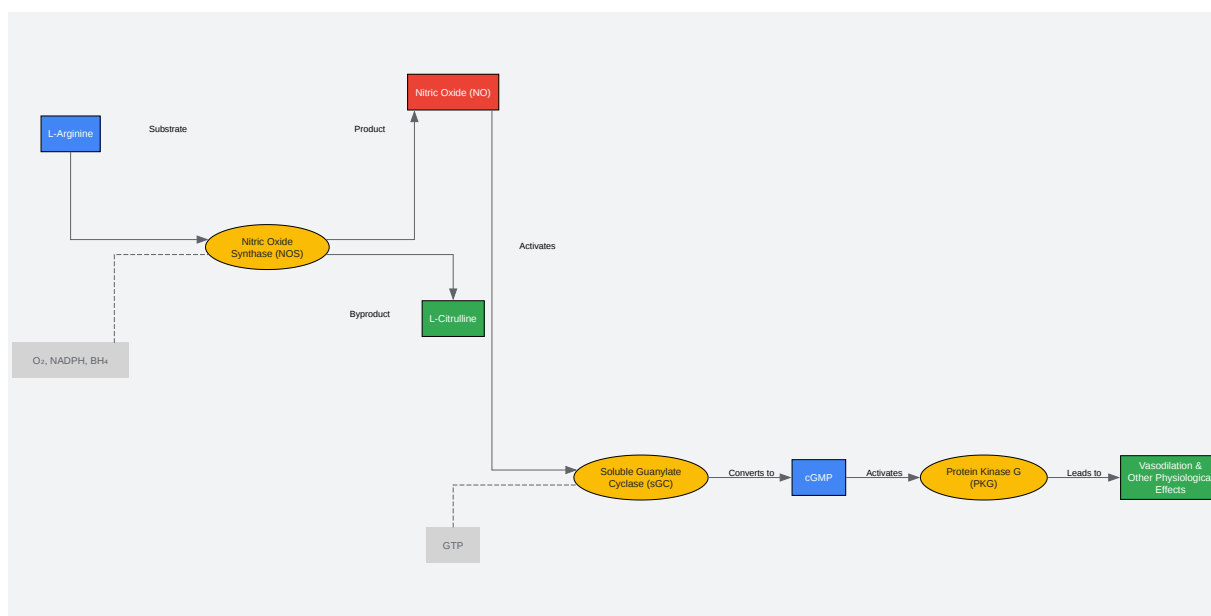 Nitric Oxide (NO)
L-Arginine
Substrate
Product
Nitric Oxide
Synthase (NOS)
Activates
Byproduct
L-Citrulline
O₂, NADPH, BH₄
Soluble Guanylate
Cyclase (sGC)
Converts to
cGMP
Activates
Protein Kinase G
(PKG)
Leads to
Vasodilation &
Other Physiological
Effects
GTP